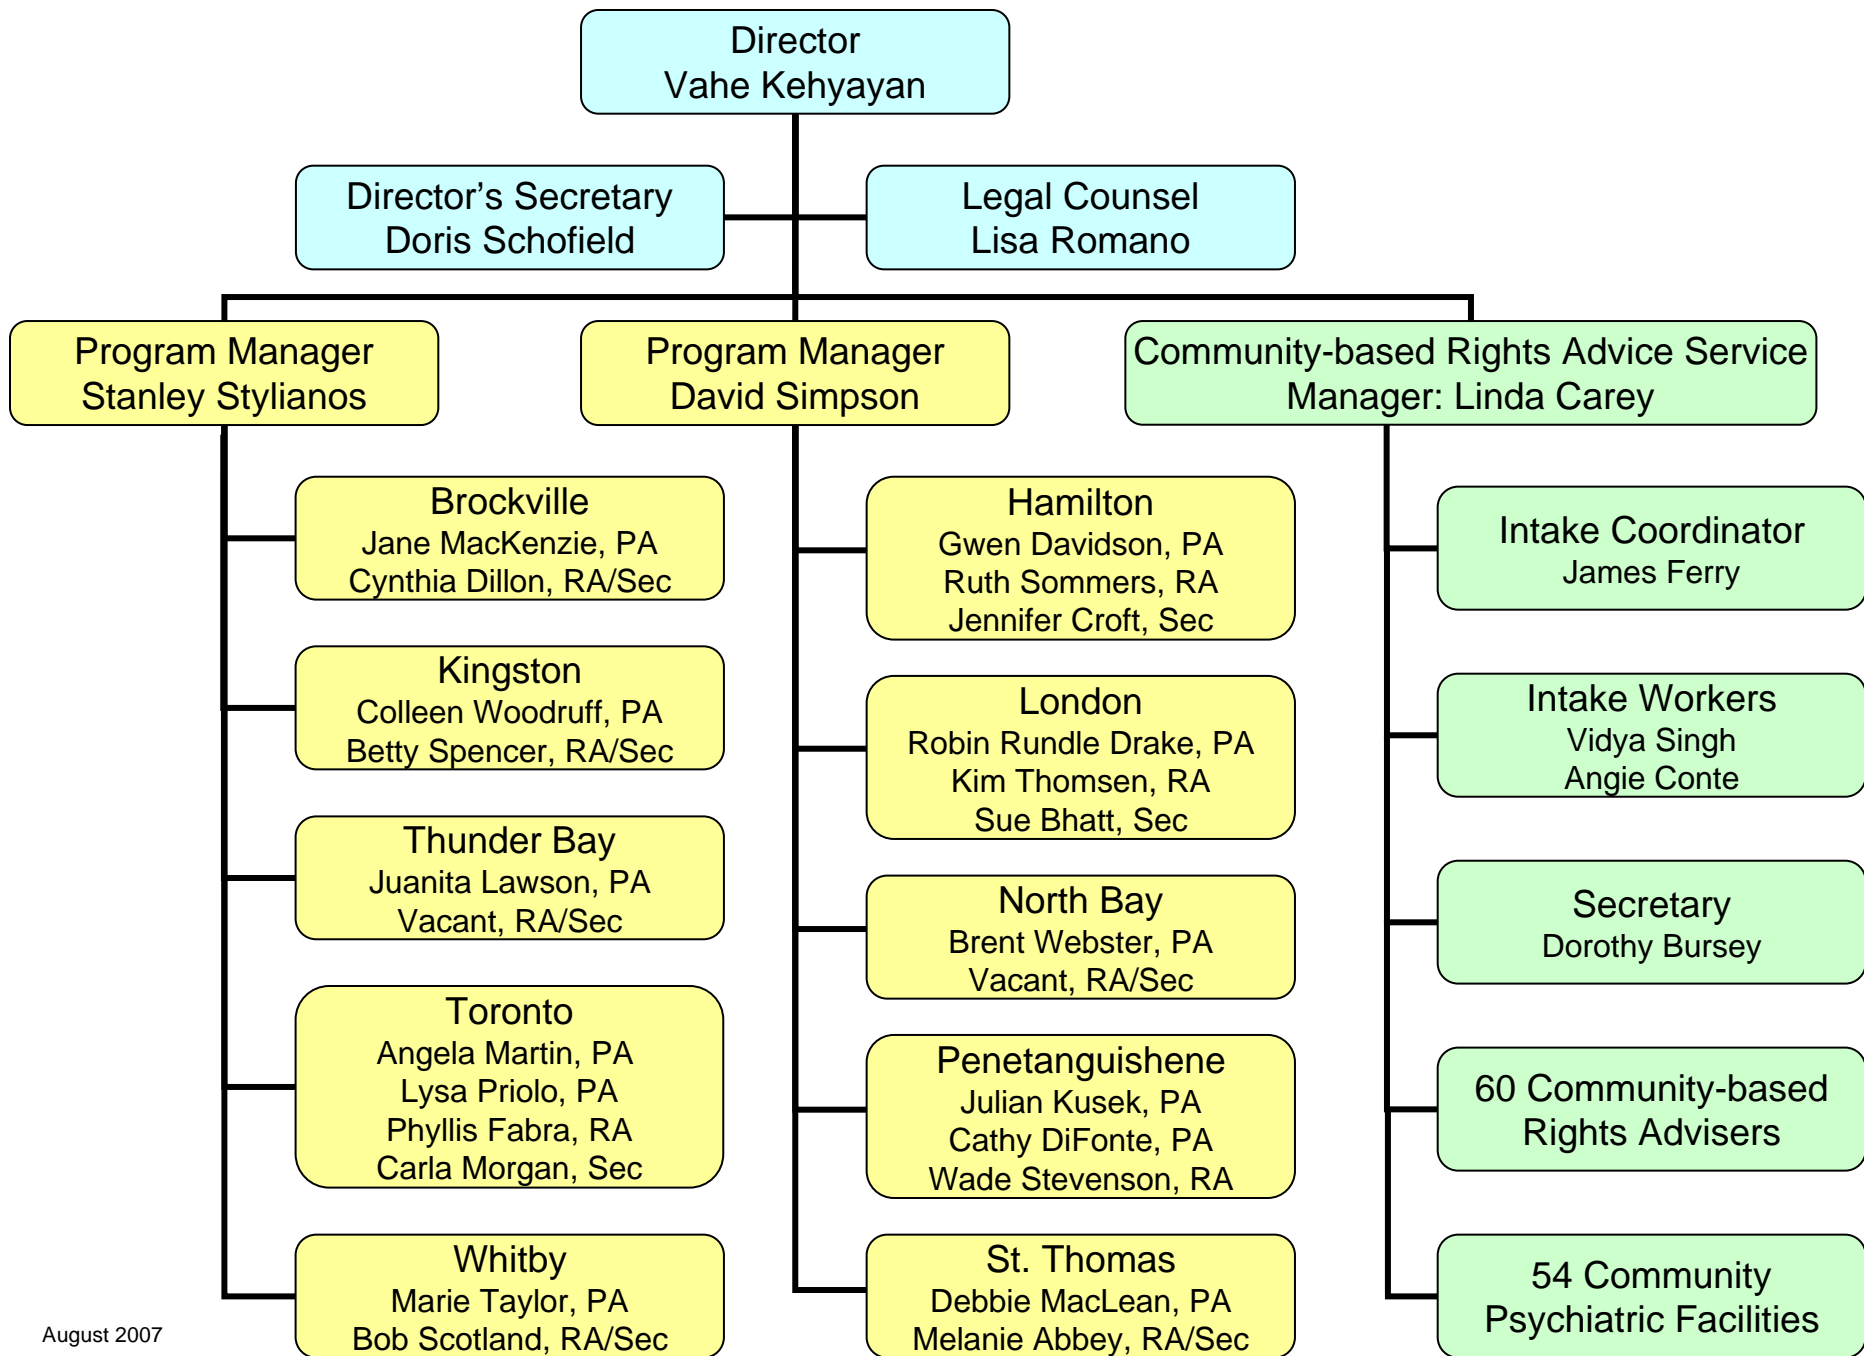 Director
Vahe Kehyayan
Director’s Secretary
Doris Schofield
Legal Counsel
Lisa Romano
Program Manager
Stanley Stylianos
Program Manager
David Simpson
Community-based Rights Advice Service
Manager: Linda Carey
Brockville
Jane MacKenzie, PA
Cynthia Dillon, RA/Sec
Kingston
Colleen Woodruff, PA
Betty Spencer, RA/Sec
Thunder Bay
Juanita Lawson, PA
Vacant, RA/Sec
Toronto
Angela Martin, PA
Lysa Priolo, PA
Phyllis Fabra, RA
Carla Morgan, Sec
Whitby
Marie Taylor, PA
Bob Scotland, RA/Sec
Hamilton
Gwen Davidson, PA
Ruth Sommers, RA
Jennifer Croft, Sec
London
Robin Rundle Drake, PA
Kim Thomsen, RA
Sue Bhatt, Sec
North Bay
Brent Webster, PA
Vacant, RA/Sec
Penetanguishene
Julian Kusek, PA
Cathy DiFonte, PA
Wade Stevenson, RA
St. Thomas
Debbie MacLean, PA
Melanie Abbey, RA/Sec
Intake Coordinator
James Ferry
Intake Workers
Vidya Singh
Angie Conte
Secretary
Dorothy Bursey
60 Community-based
Rights Advisers
54 Community
Psychiatric Facilities
August 2007